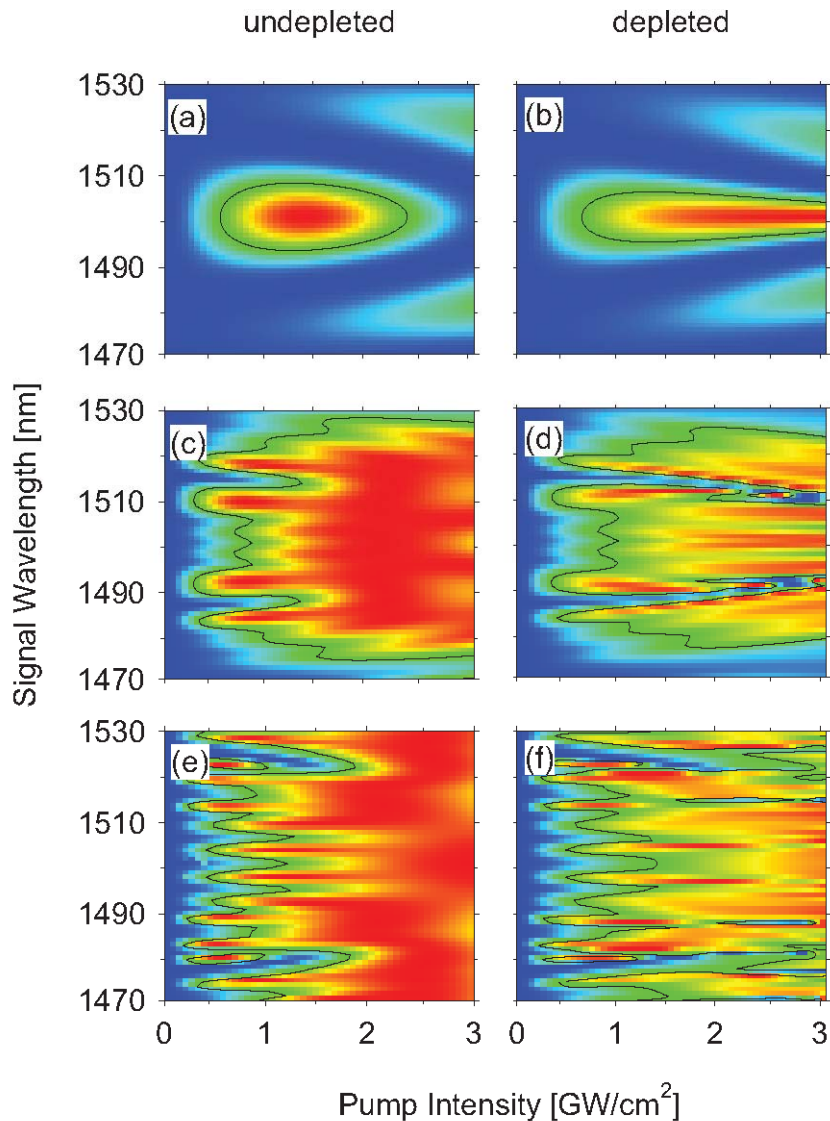 undepleted depleted
1530
(a) (b)
1510
1490
1470
1530
(c) (d)
1510
1490
1470
Signal Wavelength [nm]
1530
(e) (f)
1510
1490
1470
0 1 2 3 0 1 2 3
Pump Intensity [GW/cm²]